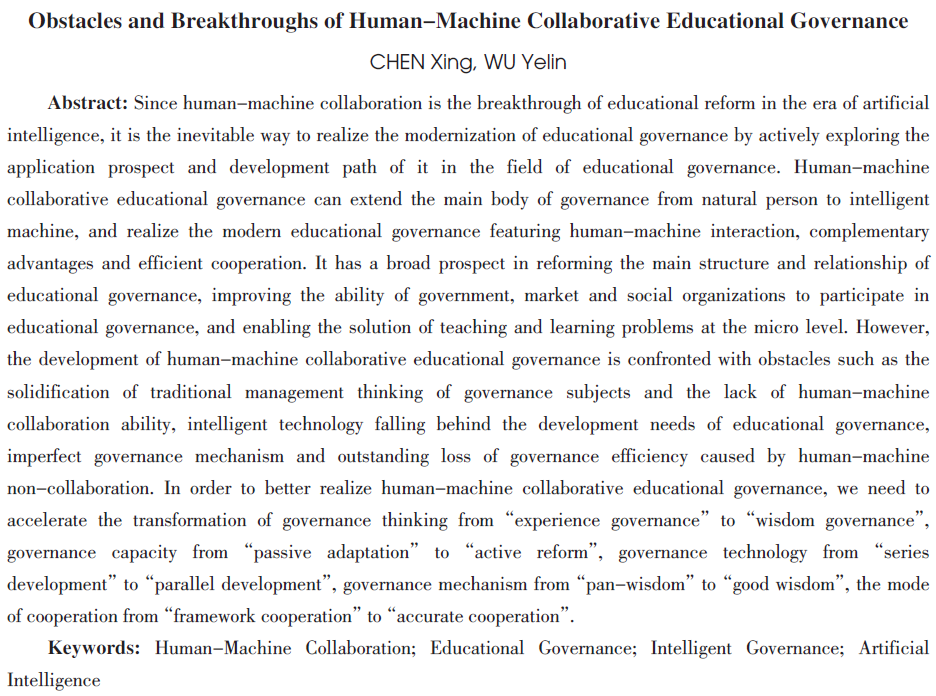 Obstacles and Breakthroughs of Human-Machine Collaborative Educational Governance
CHEN Xing, WU Yelin
Abstract: Since human-machine collaboration is the breakthrough of educational reform in the era of artificial
intelligence, it is the inevitable way to realize the modernization of educational governance by actively exploring the
application prospect and development path of it in the field of educational governance. Human-machine
collaborative educational governance can extend the main body of governance from natural person to intelligent
machine, and realize the modern educational governance featuring human-machine interaction, complementary
advantages and efficient cooperation. It has a broad prospect in reforming the main structure and relationship of
educational governance, improving the ability of government, market and social organizations to participate in
educational governance, and enabling the solution of teaching and learning problems at the micro level. However,
the development of human-machine collaborative educational governance is confronted with obstacles such as the
solidification of traditional management thinking of governance subjects and the lack of human-machine
collaboration ability, intelligent technology falling behind the development needs of educational governance,
imperfect governance mechanism and outstanding loss of governance efficiency caused by human-machine
non-collaboration. In order to better realize human-machine collaborative educational governance, we need to
accelerate the transformation of governance thinking from “experience governance” to “wisdom governance”,
governance capacity from “passive adaptation” to “active reform”, governance technology from “series
development” to “parallel development”, governance mechanism from “pan-wisdom” to “good wisdom”, the mode
of cooperation from “framework cooperation” to “accurate cooperation”.
Keywords: Human-Machine Collaboration; Educational Governance; Intelligent Governance; Artificial
Intelligence